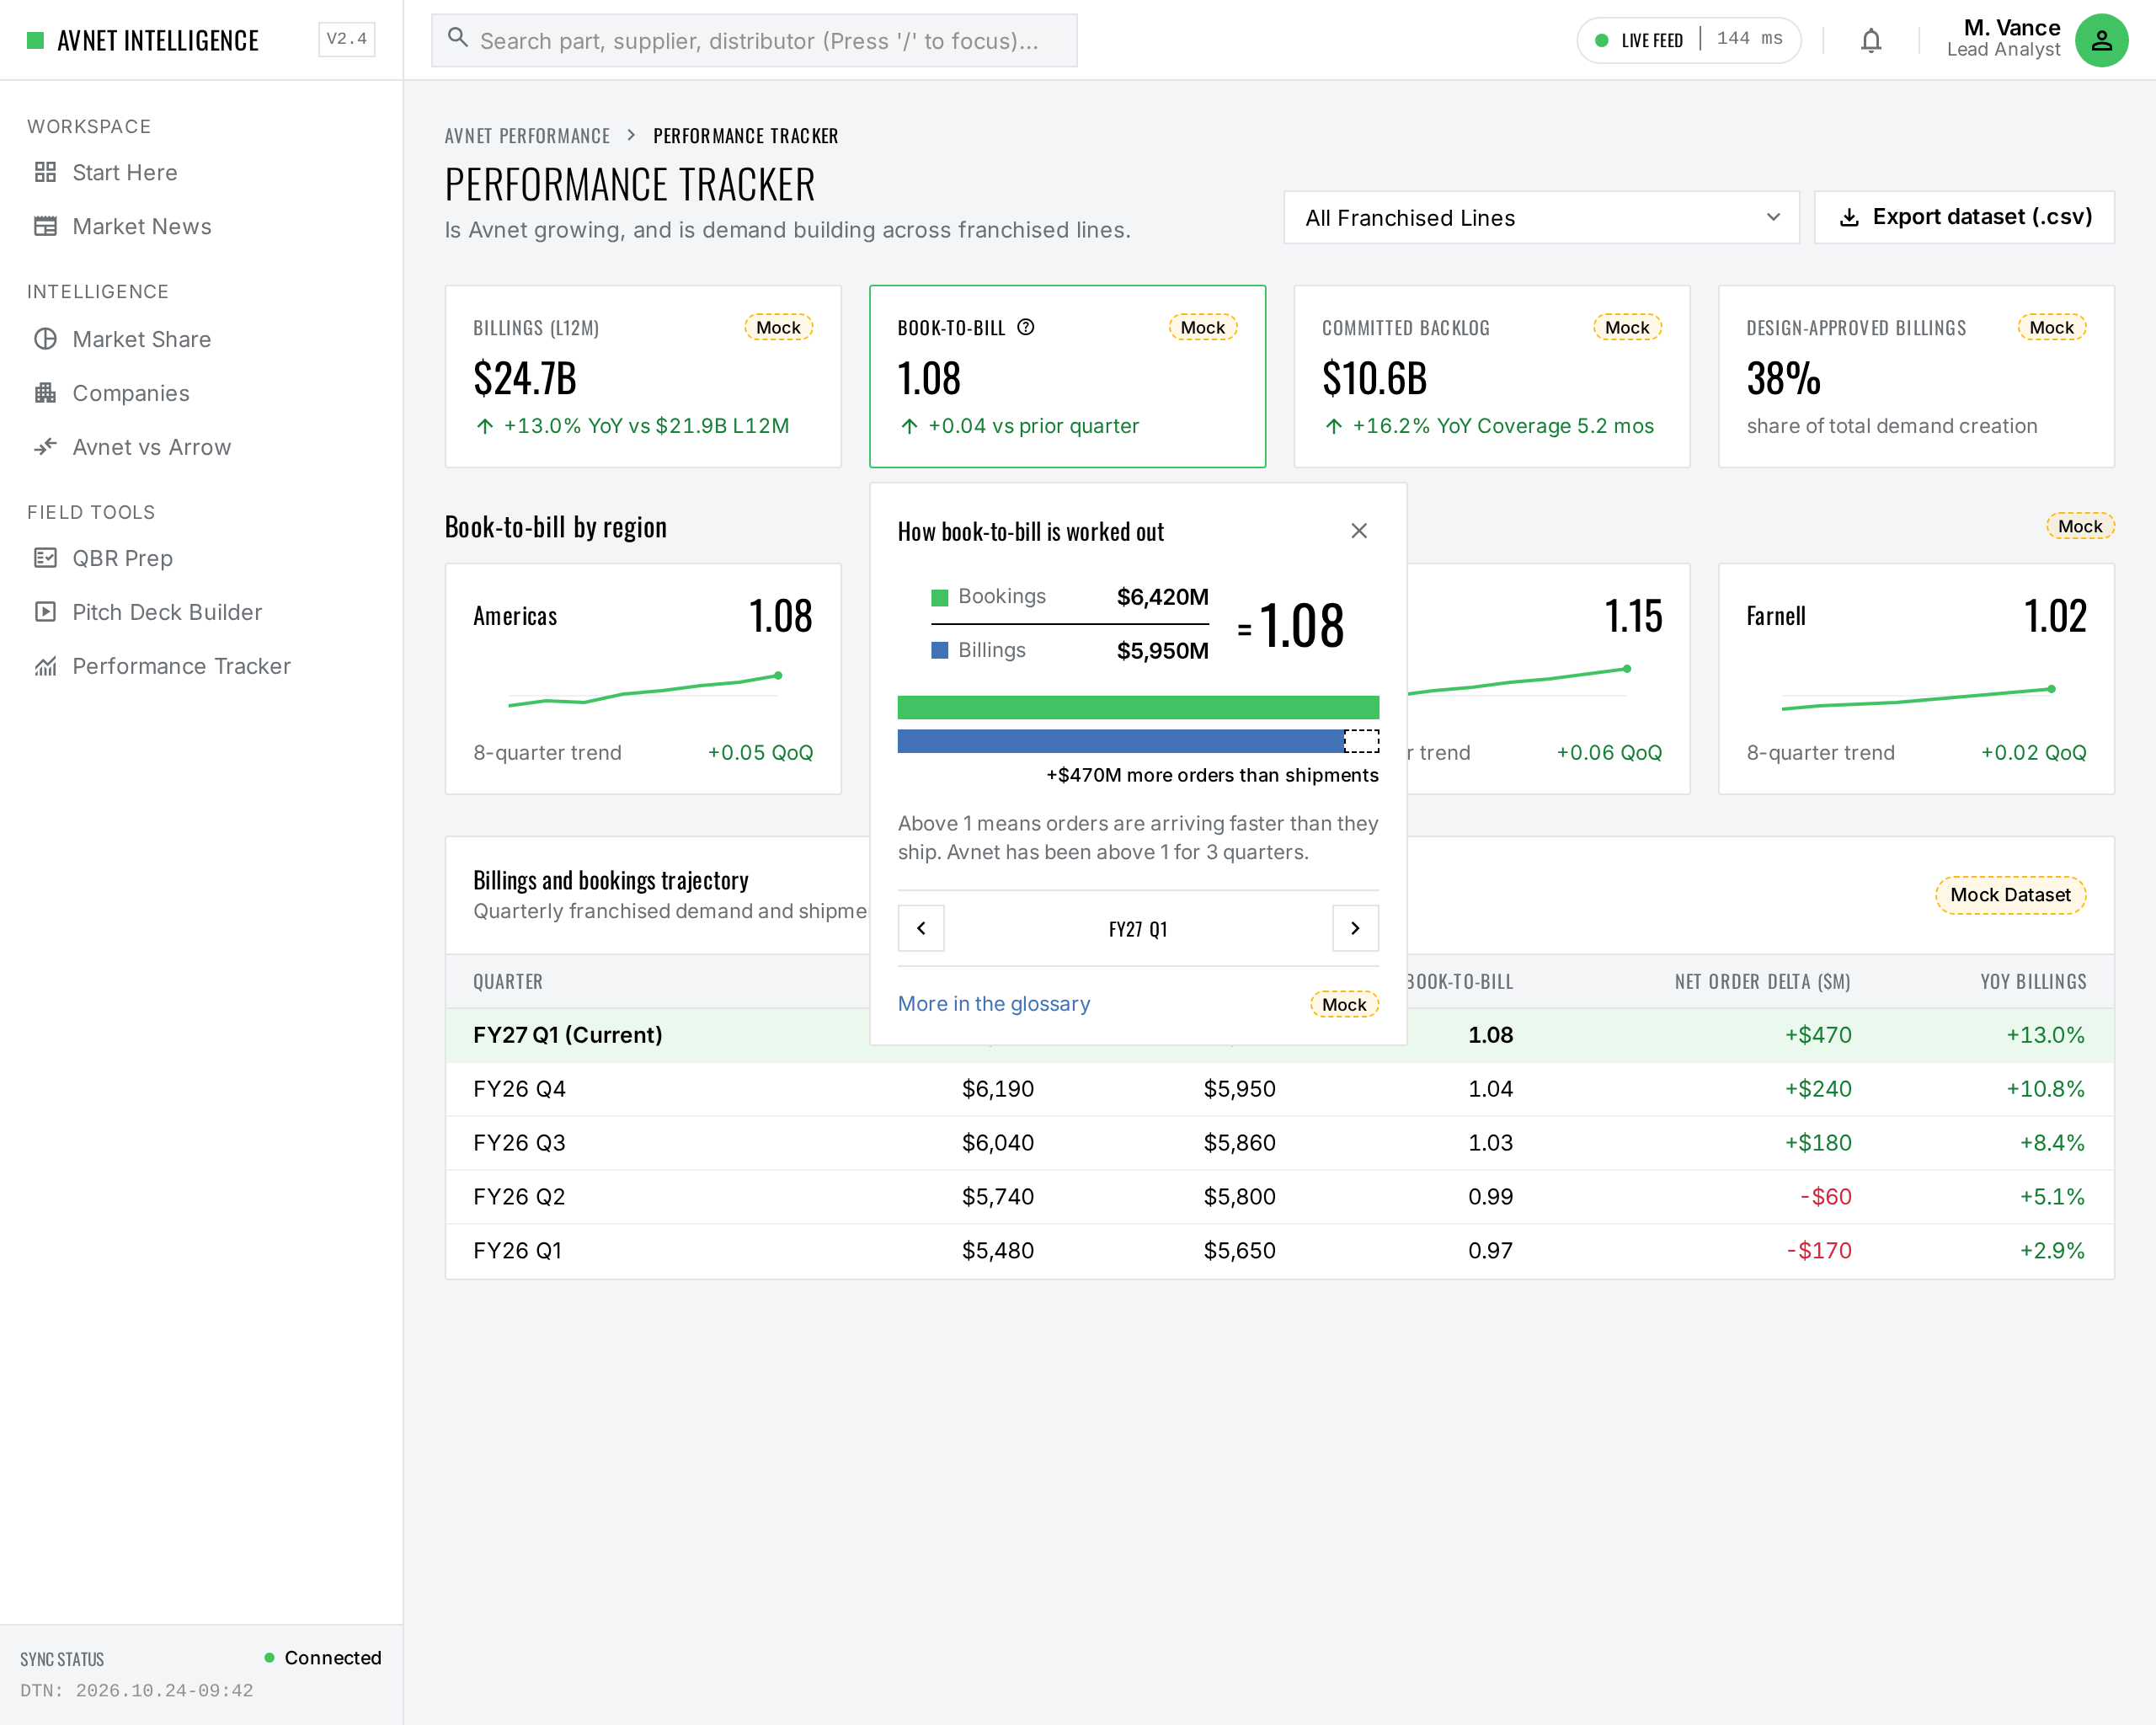 AVNET INTELLIGENCE
V2.4
Search part, supplier, distributor (Press '/' to focus)...
LIVE FEED
144 ms
M. Vance
Lead Analyst
WORKSPACE
Start Here
Market News
INTELLIGENCE
Market Share
Companies
Avnet vs Arrow
FIELD TOOLS
QBR Prep
Pitch Deck Builder
Performance Tracker
SYNC STATUS
Connected
DTN: 2026.10.24-09:42
AVNET PERFORMANCE > PERFORMANCE TRACKER
PERFORMANCE TRACKER
Is Avnet growing, and is demand building across franchised lines.
All Franchised Lines
Export dataset (.csv)
BILLINGS (L12M)
Mock
$24.7B
+13.0% YoY vs $21.9B L12M
BOOK-TO-BILL
Mock
1.08
+0.04 vs prior quarter
COMMITTED BACKLOG
Mock
$10.6B
+16.2% YoY Coverage 5.2 mos
DESIGN-APPROVED BILLINGS
Mock
38%
share of total demand creation
Book-to-bill by region
Mock
Americas
1.08
8-quarter trend
+0.05 QoQ
1.15
r trend
+0.06 QoQ
Farnell
1.02
8-quarter trend
+0.02 QoQ
How book-to-bill is worked out
Bookings $6,420M
Billings $5,950M
= 1.08
+$470M more orders than shipments
Above 1 means orders are arriving faster than they
ship. Avnet has been above 1 for 3 quarters.
FY27 Q1
More in the glossary
Mock
Billings and bookings trajectory
Quarterly franchised demand and shipme
Mock Dataset
QUARTER BOOK-TO-BILL NET ORDER DELTA ($M) YOY BILLINGS
FY27 Q1 (Current) 1.08 +$470 +13.0%
FY26 Q4 $6,190 $5,950 1.04 +$240 +10.8%
FY26 Q3 $6,040 $5,860 1.03 +$180 +8.4%
FY26 Q2 $5,740 $5,800 0.99 -$60 +5.1%
FY26 Q1 $5,480 $5,650 0.97 -$170 +2.9%